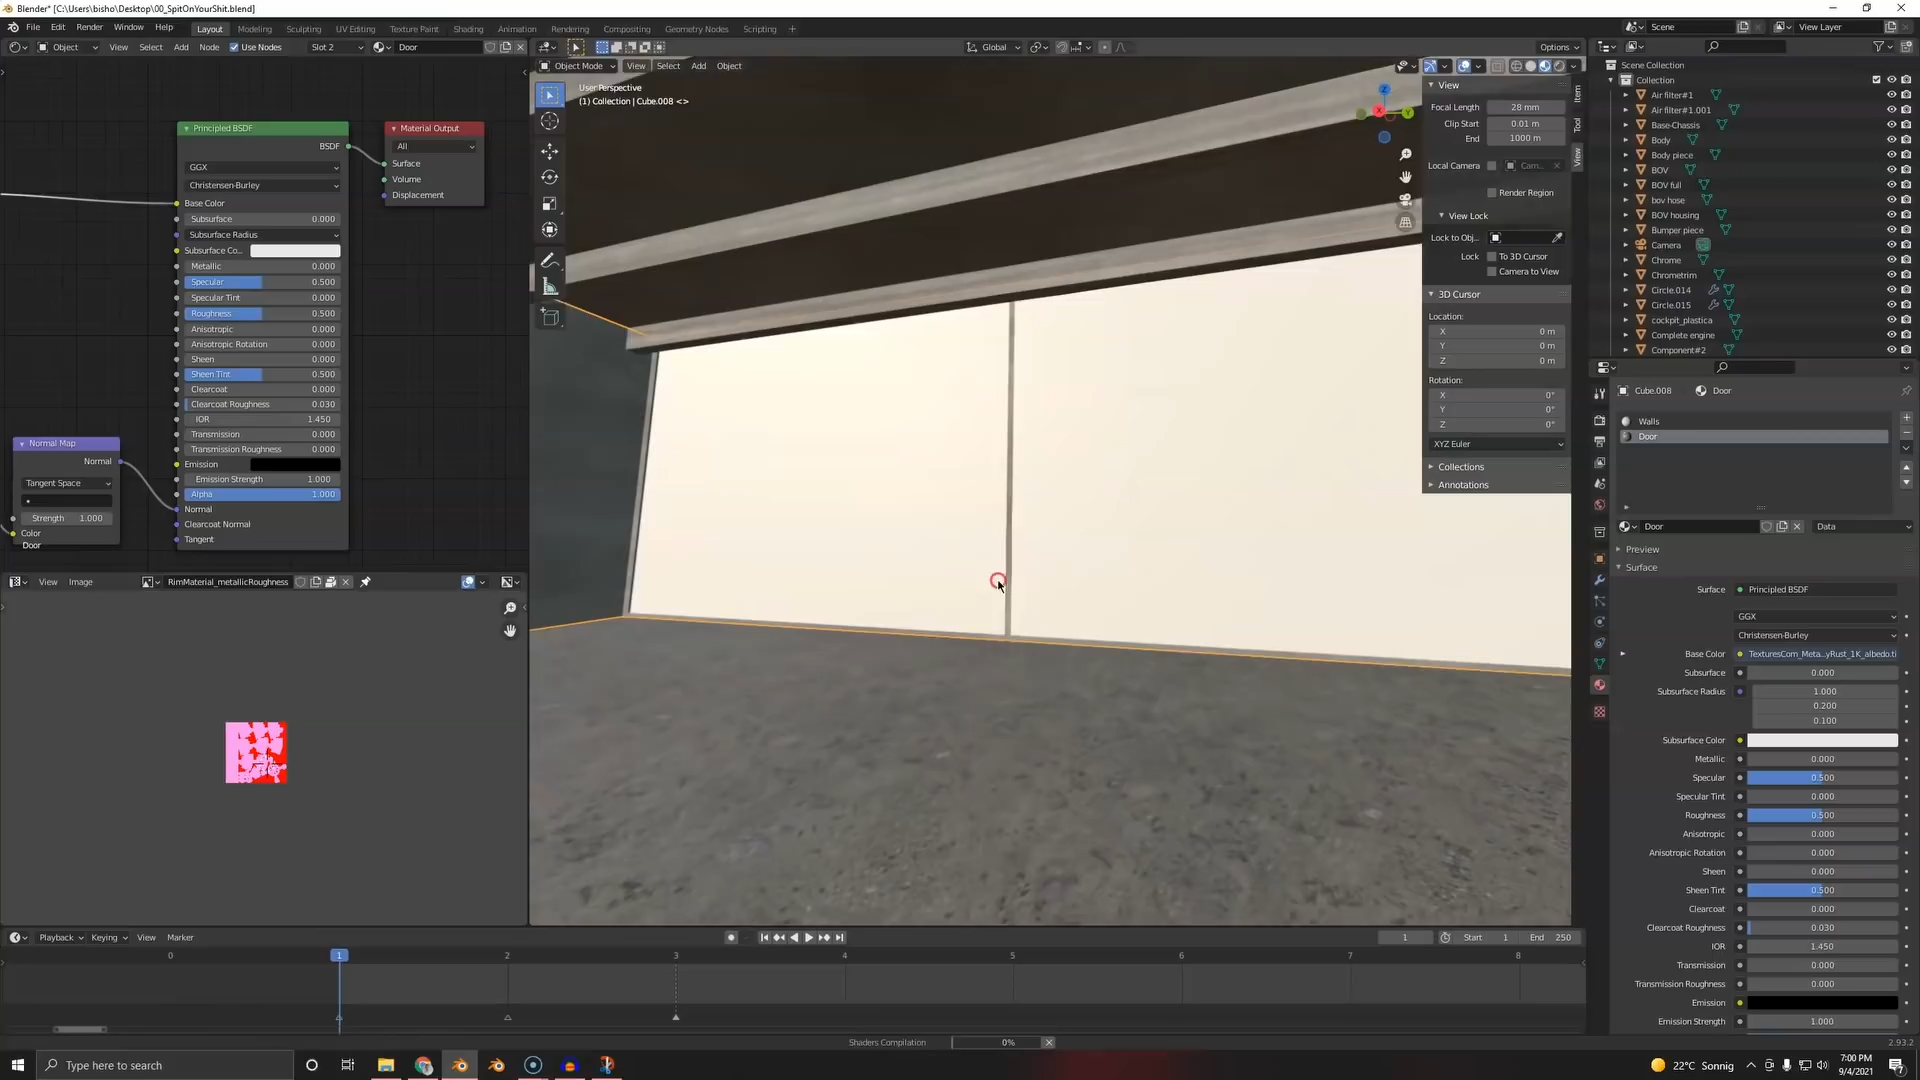 Blender* [C:\Users\bisho\Desktop\00_SpitOnYourShit.blend]
File Edit Render Window Help Layout Modeling Sculpting UV Editing Texture Paint Shading Animation Rendering Compositing Geometry Nodes Scripting + Scene View Layer
Object View Select Add Node Use Nodes Slot 2 Door Global Options
Object Mode View Select Add Object
User Perspective
(1) Collection | Cube.008 <>
Principled BSDF
BSDF
GGX
Christensen-Burley
Base Color
Subsurface 0.000
Subsurface Radius
Subsurface Co...
Metallic 0.000
Specular 0.500
Specular Tint 0.000
Roughness 0.500
Anisotropic 0.000
Anisotropic Rotation 0.000
Sheen 0.000
Sheen Tint 0.500
Clearcoat 0.000
Clearcoat Roughness 0.030
IOR 1.450
Transmission 0.000
Transmission Roughness 0.000
Emission
Emission Strength 1.000
Alpha 1.000
Normal
Clearcoat Normal
Tangent
Material Output
All
Surface
Volume
Displacement
Normal Map
Normal
Tangent Space
Strength 1.000
Color
Door
View Image RimMaterial_metallicRoughness
X
Y
Z
View
Focal Length 28 mm
Clip Start 0.01 m
End 1000 m
Local Camera Cam...
Render Region
View Lock
Lock to Obj...
Lock To 3D Cursor
Camera to View
3D Cursor
Location:
X 0 m
Y 0 m
Z 0 m
Rotation:
X 0°
Y 0°
Z 0°
XYZ Euler
Collections
Annotations
Item
Tool
View
Scene Collection
Collection
Air filter#1
Air filter#1.001
Base-Chassis
Body
Body piece
BOV
BOV full
bov hose
BOV housing
Bumper piece
Camera
Chrome
Chrometrim
Circle.014
Circle.015
cockpit_plastica
Complete engine
Component#2
Cube.008 Door
Walls
Door
Door Data
Preview
Surface
Surface Principled BSDF
GGX
Christensen-Burley
Base Color TexturesCom_Meta...yRust_1K_albedo.ti
Subsurface 0.000
Subsurface Radius 1.000
0.200
0.100
Subsurface Color
Metallic 0.000
Specular 0.500
Specular Tint 0.000
Roughness 0.500
Anisotropic 0.000
Anisotropic Rotation 0.000
Sheen 0.000
Sheen Tint 0.500
Clearcoat 0.000
Clearcoat Roughness 0.030
IOR 1.450
Transmission 0.000
Transmission Roughness 0.000
Emission
Emission Strength 1.000
Playback Keying View Marker 1 Start 1 End 250
0 1 2 3 4 5 6 7 8
Shaders Compilation 0% 2.93.2
Type here to search 22°C Sonnig 7:00 PM
9/4/2021